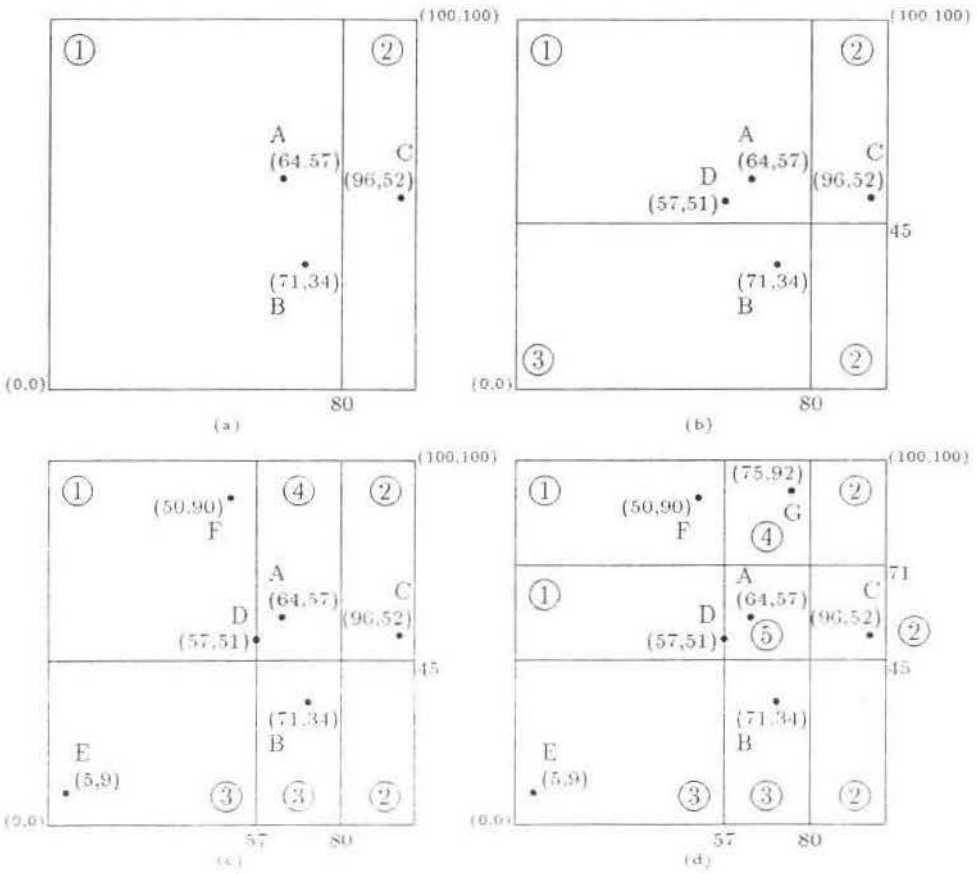 (100,100)
① ②
A
(64.57)
C
(96,52)
(71,34)
B
(0.0)
80
(a)
(100 100)
① ②
A
(64,57)
C
(96.52)
D
(57,51)
45
(71,34)
B
③ ②
(0,0)
80
(b)
(100,100)
① ④ ②
(50.90)
F
A
(64,57)
C
(96.52)
D
(57,51)
45
(71.34)
B
E
(5,9)
③ ③ ②
(0,0)
57 80
(c)
(100,100)
① (75.92) ②
(50,90)
F
G
④
71
① A
(64,57)
C
(96.52)
D
(57,51)
⑤ ②
45
(71.34)
B
E
(5,9)
③ ③ ②
(0,0)
57 80
(d)